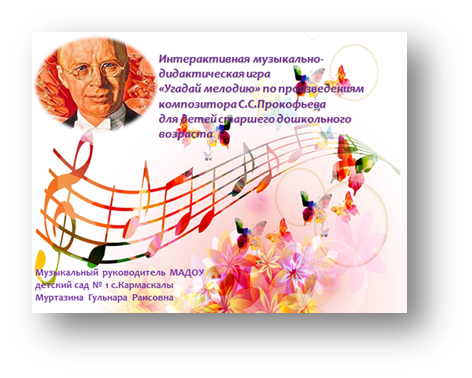 Интерактивная музыкально-
дидактическая игра
«Угадай мелодию» по произведениям
композитора С.С.Прокофьева
для детей старшего дошкольного
возраста
Музыкальный руководитель МАДОУ
детский сад № 1 с.Кармаскалы
Муртазина Гульнара Раисовна